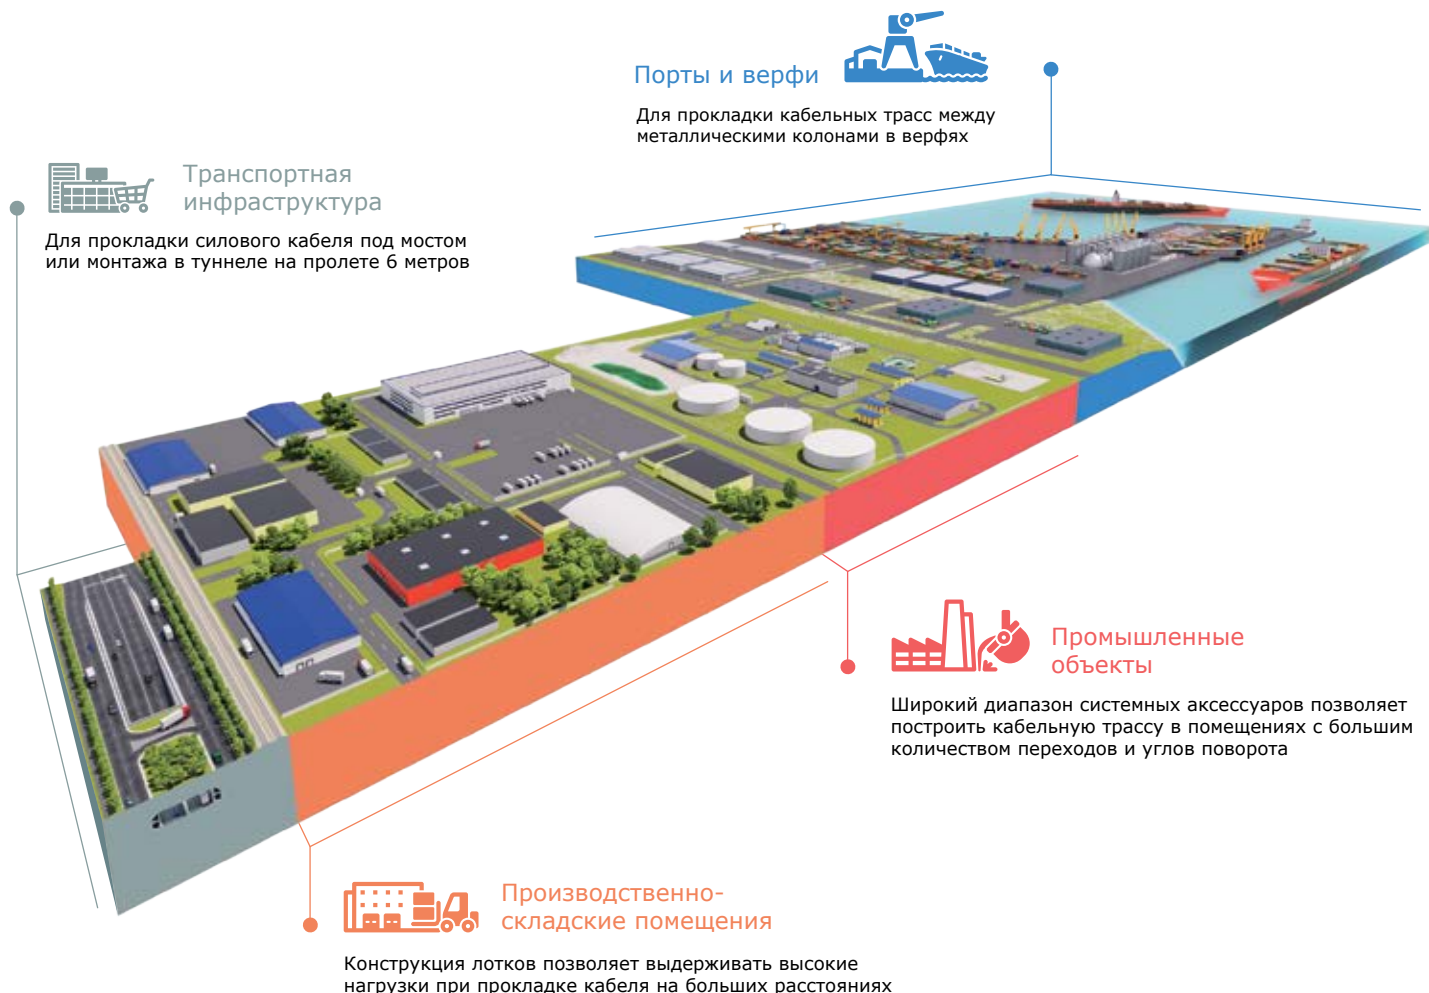 Порты и верфи
Для прокладки кабельных трасс между
металлическими колонами в верфях
Транспортная
инфраструктура
Для прокладки силового кабеля под мостом
или монтажа в туннеле на пролете 6 метров
Промышленные
объекты
Широкий диапазон системных аксессуаров позволяет
построить кабельную трассу в помещениях с большим
количеством переходов и углов поворота
Производственно-
складские помещения
Конструкция лотков позволяет выдерживать высокие
нагрузки при прокладке кабеля на больших расстояниях